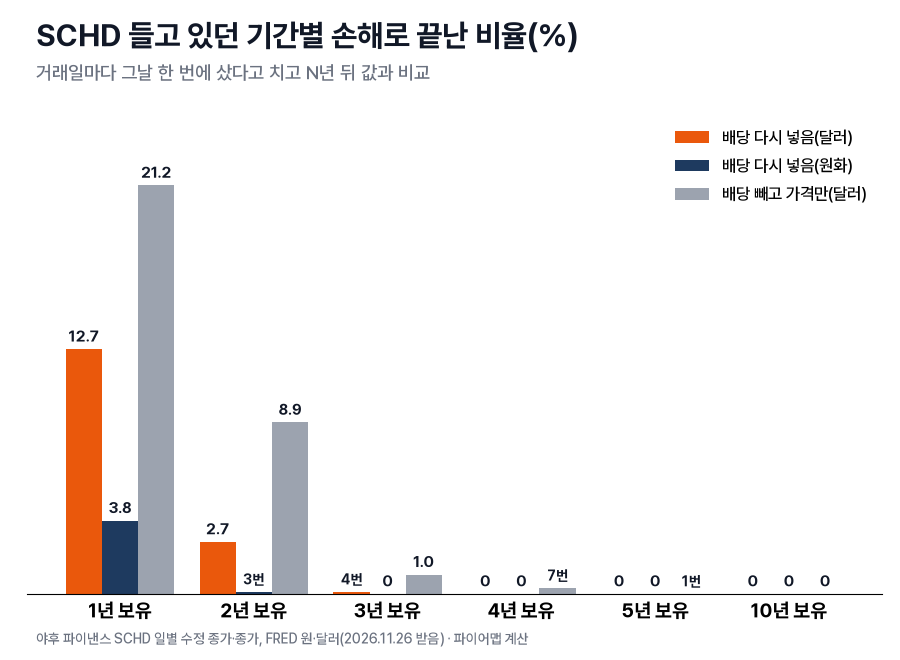 SCHD 들고 있던 기간별 손해로 끝난 비율(%)
거래일마다 그날 한 번에 샀다고 치고 N년 뒤 값과 비교
배당 다시 넣음(달러)
배당 다시 넣음(원화)
배당 빼고 가격만(달러)
12.7
3.8
21.2
2.7
3번
8.9
4번
0
1.0
0
0
7번
0
0
1번
0
0
0
1년 보유
2년 보유
3년 보유
4년 보유
5년 보유
10년 보유
야후 파이낸스 SCHD 일별 수정 종가·종가, FRED 원·달러(2026.11.26 받음) · 파이어맵 계산